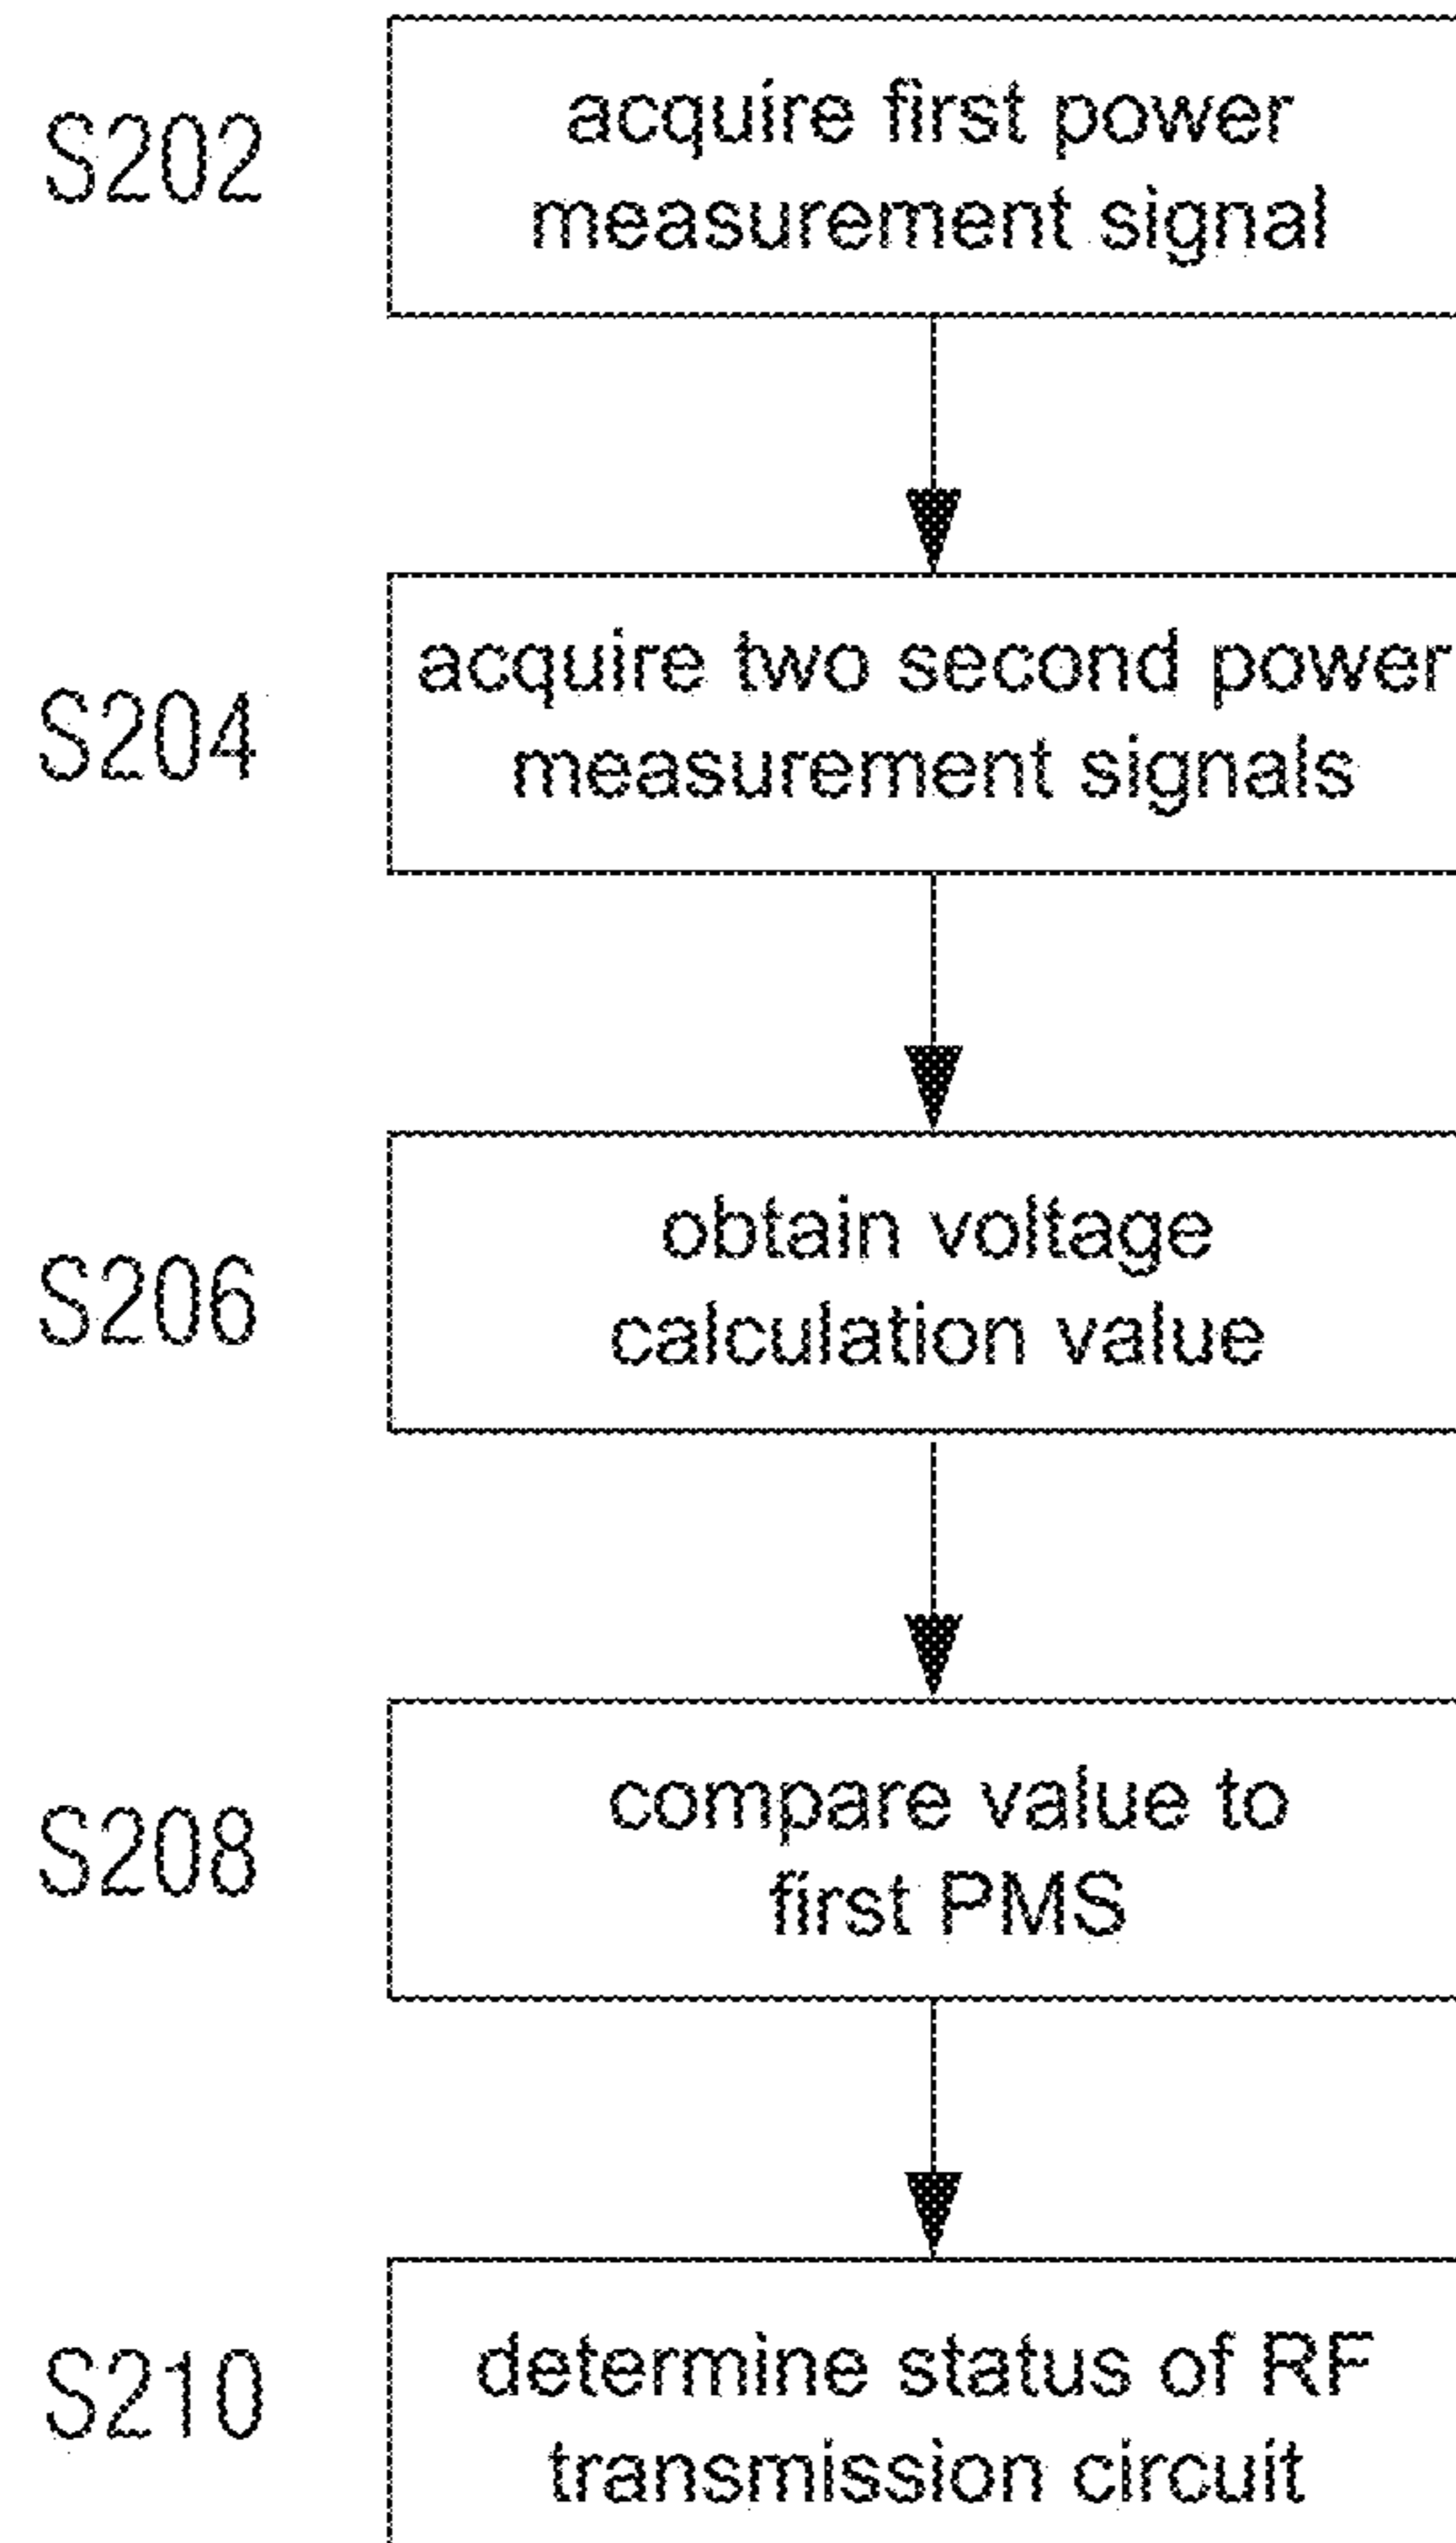 S202
acquire first power
measurement signal
S204
acquire two second power
measurement signals
S206
obtain voltage
calculation value
S208
compare value to
first PMS
S210
determine status of RF
transmission circuit